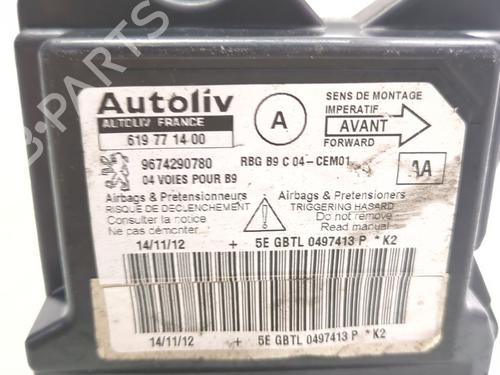 Autoliv
AUTOLIV FRANCE
619 77 14 00
A
SENS DE MONTAGE
IMPERATIF
AVANT
FORWARD
9674290780
RBG B9 C 04-CEM01
04 VOIES POUR B9
AA
Airbags & Pretensionneurs
RISQUE DE DECLENCHEMENT
Consulter la notice
Ne pas démonter
!
Airbags & Pretensioners
TRIGGERING HASARD
Do not remove
Read manual
14/11/12 + 5E GBTL 0497413 P *K2
14/11/12 + 5E GBTL 0497413 P *K2
B-PARTS